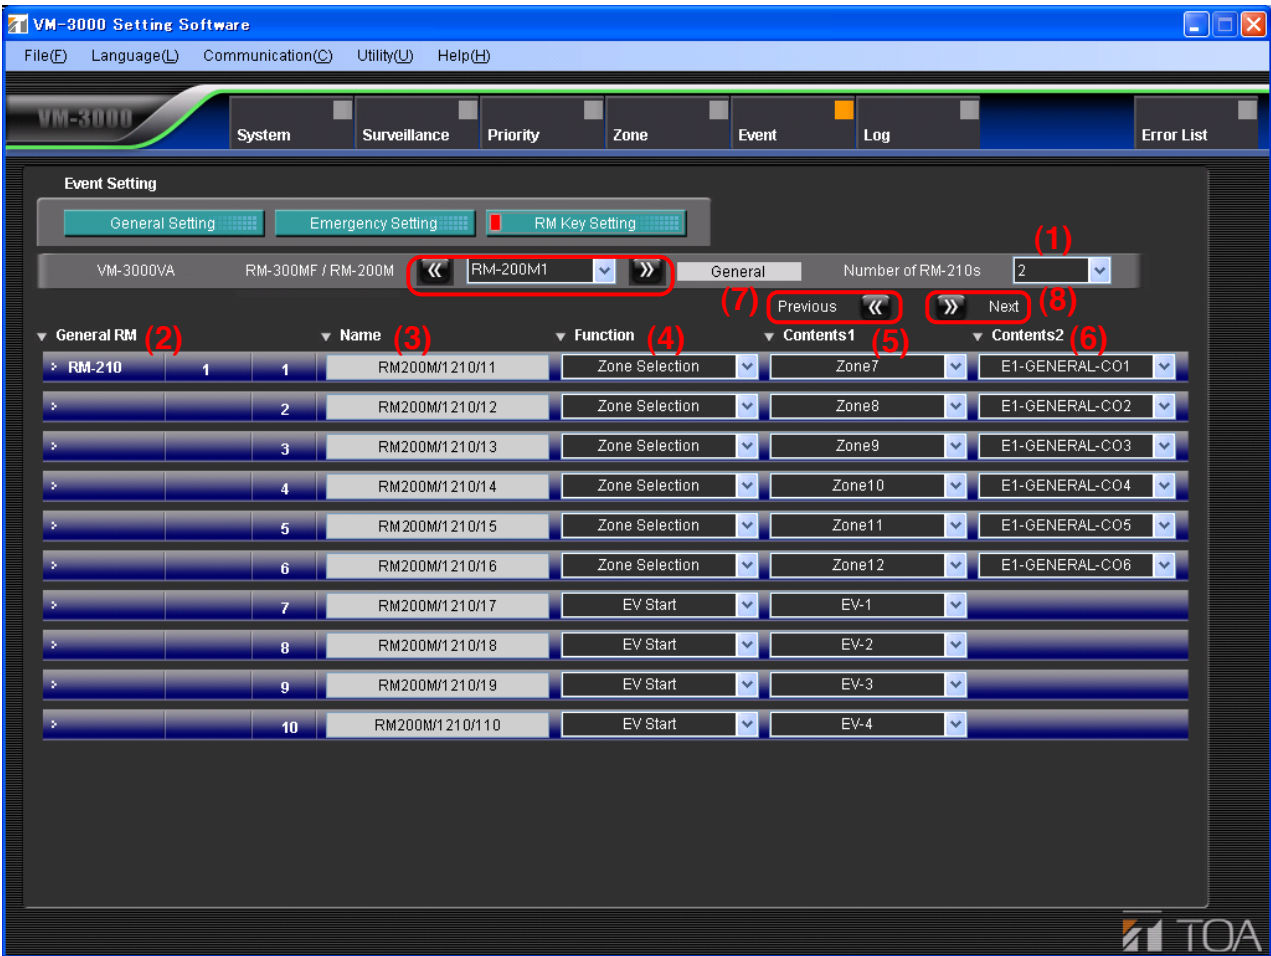 VM-3000 Setting Software
File(F) Language(L) Communication(C) Utility(U) Help(H)
VM-3000
System Surveillance Priority Zone Event Log Error List
Event Setting
General Setting Emergency Setting RM Key Setting
(1)
VM-3000VA RM-300MF / RM-200M RM-200M1 General Number of RM-210s 2
(7) Previous Next (8)
General RM (2) Name (3) Function (4) Contents1 (5) Contents2 (6)
RM-210 1 1 RM200M/1210/11 Zone Selection Zone7 E1-GENERAL-CO1
2 RM200M/1210/12 Zone Selection Zone8 E1-GENERAL-CO2
3 RM200M/1210/13 Zone Selection Zone9 E1-GENERAL-CO3
4 RM200M/1210/14 Zone Selection Zone10 E1-GENERAL-CO4
5 RM200M/1210/15 Zone Selection Zone11 E1-GENERAL-CO5
6 RM200M/1210/16 Zone Selection Zone12 E1-GENERAL-CO6
7 RM200M/1210/17 EV Start EV-1
8 RM200M/1210/18 EV Start EV-2
9 RM200M/1210/19 EV Start EV-3
10 RM200M/1210/110 EV Start EV-4
TOA